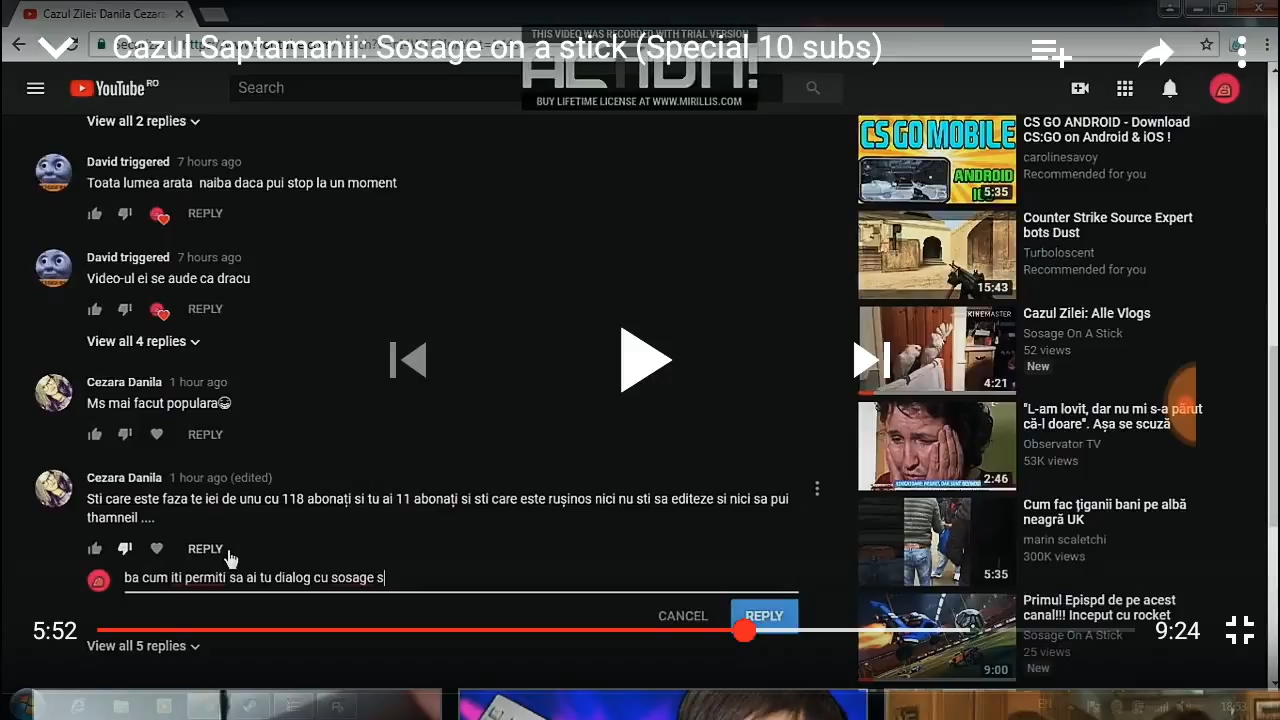 Cazul Zilei: Danila Cezara
THIS VIDEO WAS RECORDED WITH TRIAL VERSION
Cazul Saptamanii: Sosage on a stick (Special 10 subs)
ACTION!
BUY LIFETIME LICENSE AT WWW.MIRILLIS.COM
YouTube RO
Search
View all 2 replies
David triggered 7 hours ago
Toata lumea arata naiba daca pui stop la un moment
REPLY
David triggered 7 hours ago
Video-ul ei se aude ca dracu
REPLY
View all 4 replies
Cezara Danila 1 hour ago
Ms mai facut populara😂
REPLY
Cezara Danila 1 hour ago (edited)
Sti care este faza te iei de unu cu 118 abonați si tu ai 11 abonați si sti care este rușinos nici nu sti sa editeze si nici sa pui
thamneil ....
REPLY
ba cum iti permiti sa ai tu dialog cu sosage s
CANCEL REPLY
5:52
9:24
View all 5 replies
CS GO MOBILE
ANDROID
5:35
CS GO ANDROID - Download
CS:GO on Android & iOS !
carolinesavoy
Recommended for you
15:43
Counter Strike Source Expert
bots Dust
Turboloscent
Recommended for you
KINEMASTER
4:21
Cazul Zilei: Alle Vlogs
Sosage On A Stick
52 views
New
2:46
"L-am lovit, dar nu mi s-a părut
că-l doare". Așa se scuză
Observator TV
53K views
5:35
Cum fac țiganii bani pe albă
neagră UK
marin scaletchi
300K views
9:00
Primul Epispd de pe acest
canal!!! Inceput cu rocket
Sosage On A Stick
25 views
New
18:53